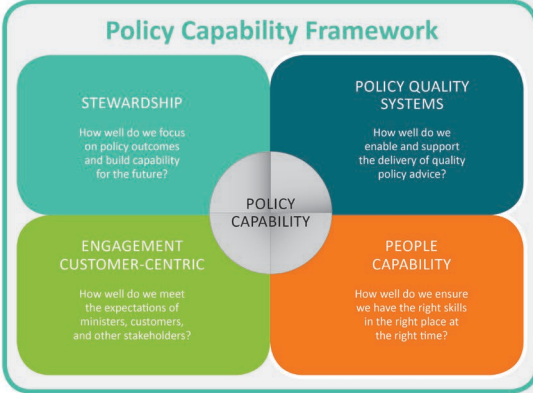 Policy Capability Framework
STEWARDSHIP
How well do we focus
on policy outcomes
and build capability
for the future?
POLICY QUALITY
SYSTEMS
How well do we
enable and support
the delivery of quality
policy advice?
POLICY
CAPABILITY
ENGAGEMENT
CUSTOMER-CENTRIC
How well do we meet
the expectations of
ministers, customers,
and other stakeholders?
PEOPLE
CAPABILITY
How well do we ensure
we have the right skills
in the right place at
the right time?